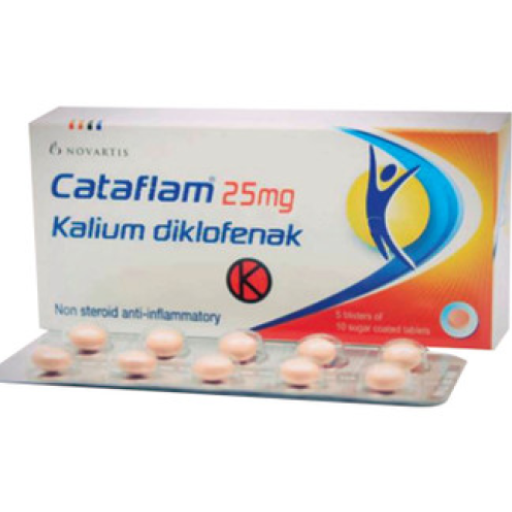 NOVARTIS
Cataflam® 25mg
Kalium diklofenak
K
Non steroid anti-inflammatory
5 blisters of
10 sugar coated tablets